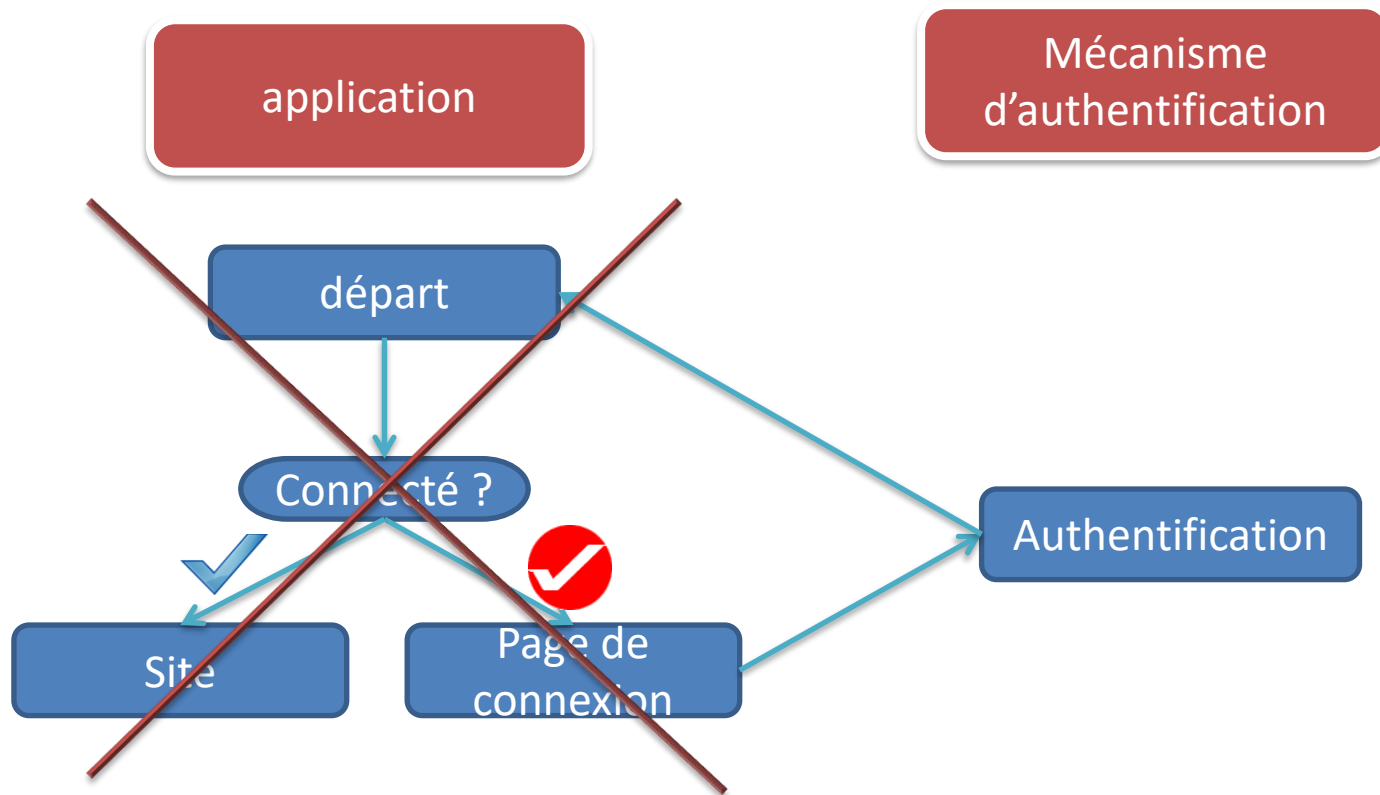 application
Mécanisme
d’authentification
départ
Connecté ?
Authentification
Site
Page de
connexion